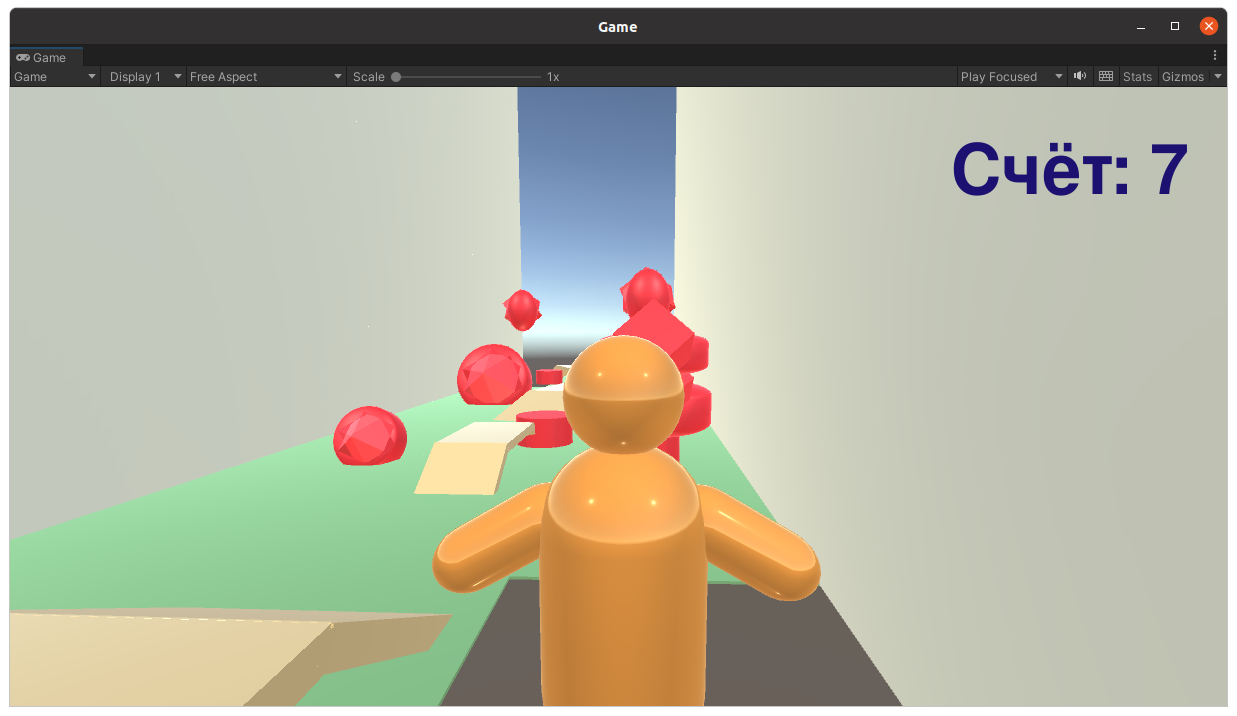 Game
Game
Game Display 1 Free Aspect Scale 1x Play Focused Stats Gizmos
Счёт: 7